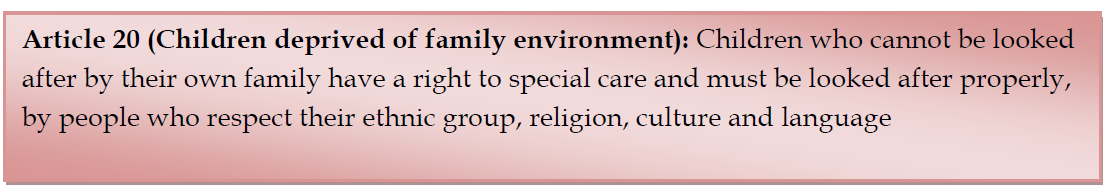 Article 20 (Children deprived of family environment): Children who cannot be looked
after by their own family have a right to special care and must be looked after properly,
by people who respect their ethnic group, religion, culture and language